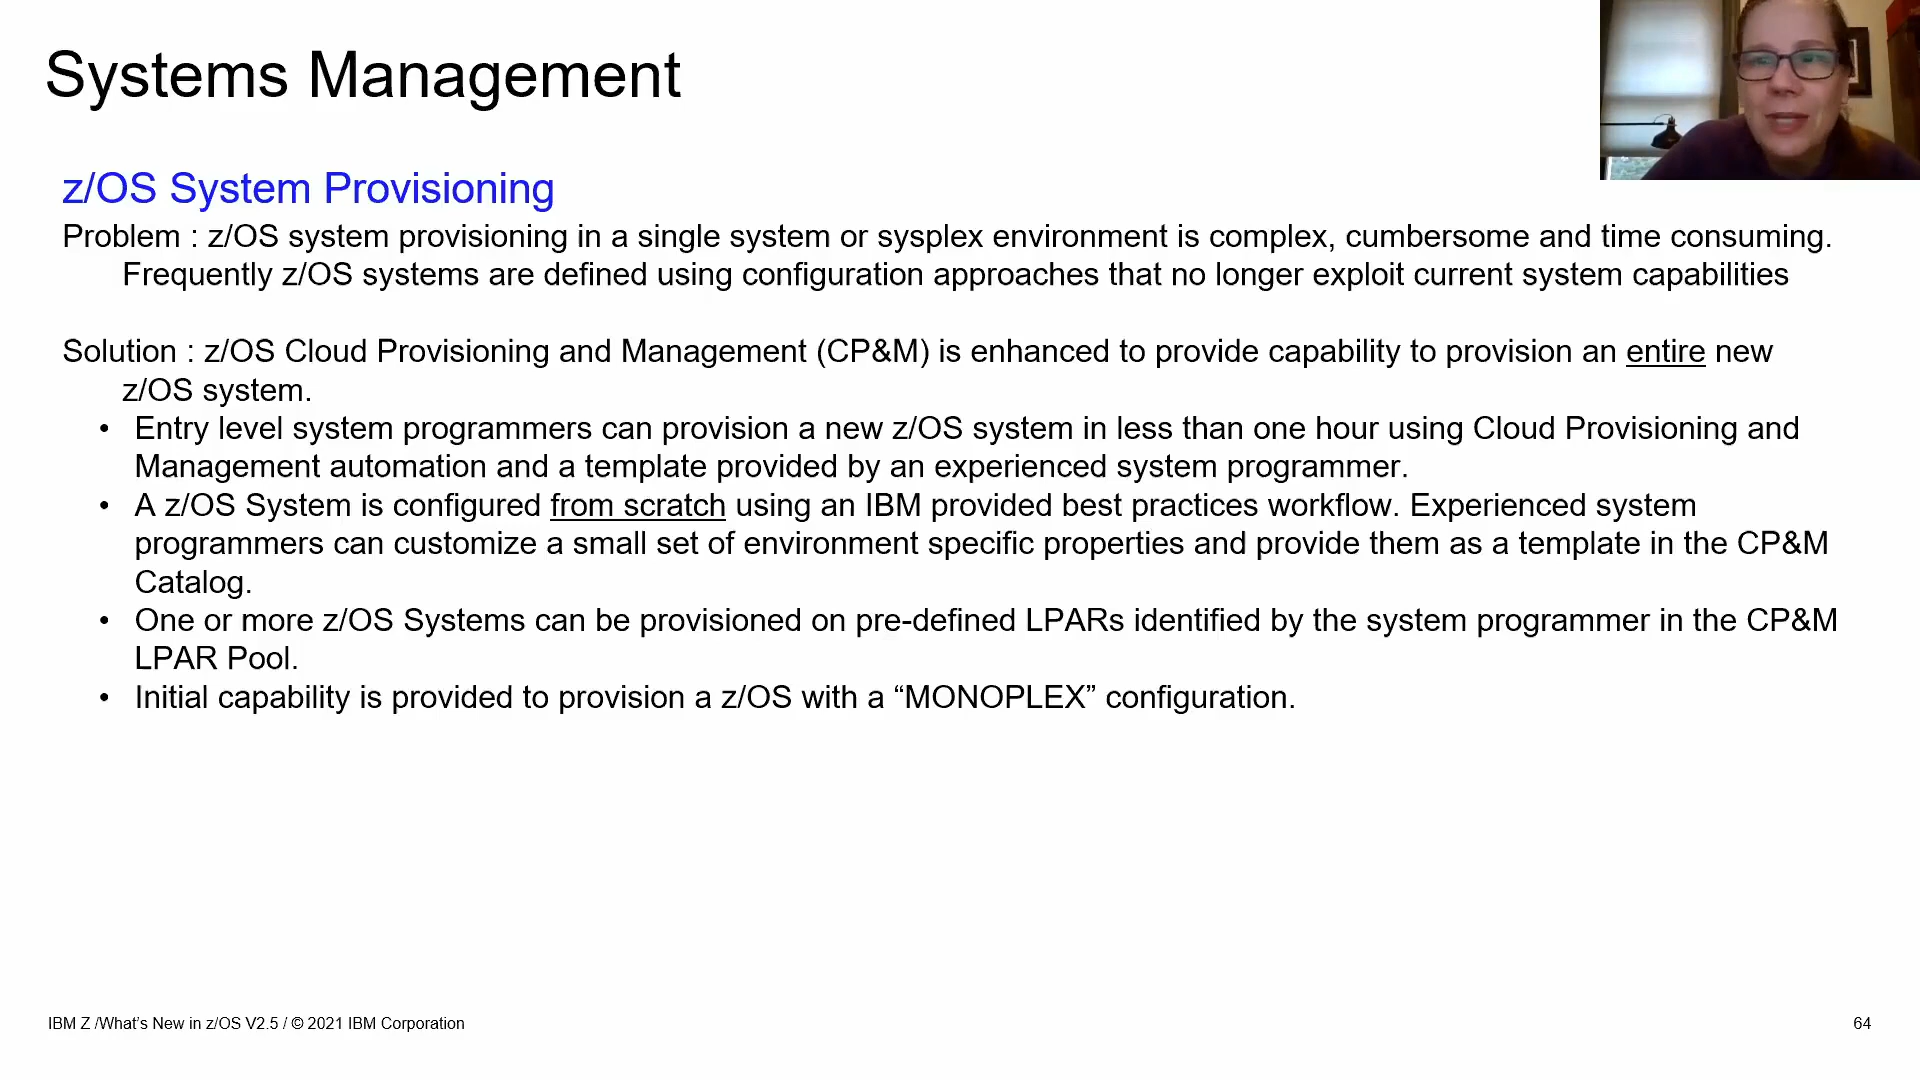 Systems Management
z/OS System Provisioning
Problem : z/OS system provisioning in a single system or sysplex environment is complex, cumbersome and time consuming.
Frequently z/OS systems are defined using configuration approaches that no longer exploit current system capabilities
Solution : z/OS Cloud Provisioning and Management (CP&M) is enhanced to provide capability to provision an entire new
z/OS system.
• Entry level system programmers can provision a new z/OS system in less than one hour using Cloud Provisioning and
Management automation and a template provided by an experienced system programmer.
• A z/OS System is configured from scratch using an IBM provided best practices workflow. Experienced system
programmers can customize a small set of environment specific properties and provide them as a template in the CP&M
Catalog.
• One or more z/OS Systems can be provisioned on pre-defined LPARs identified by the system programmer in the CP&M
LPAR Pool.
• Initial capability is provided to provision a z/OS with a “MONOPLEX” configuration.
IBM Z /What’s New in z/OS V2.5 / © 2021 IBM Corporation
64